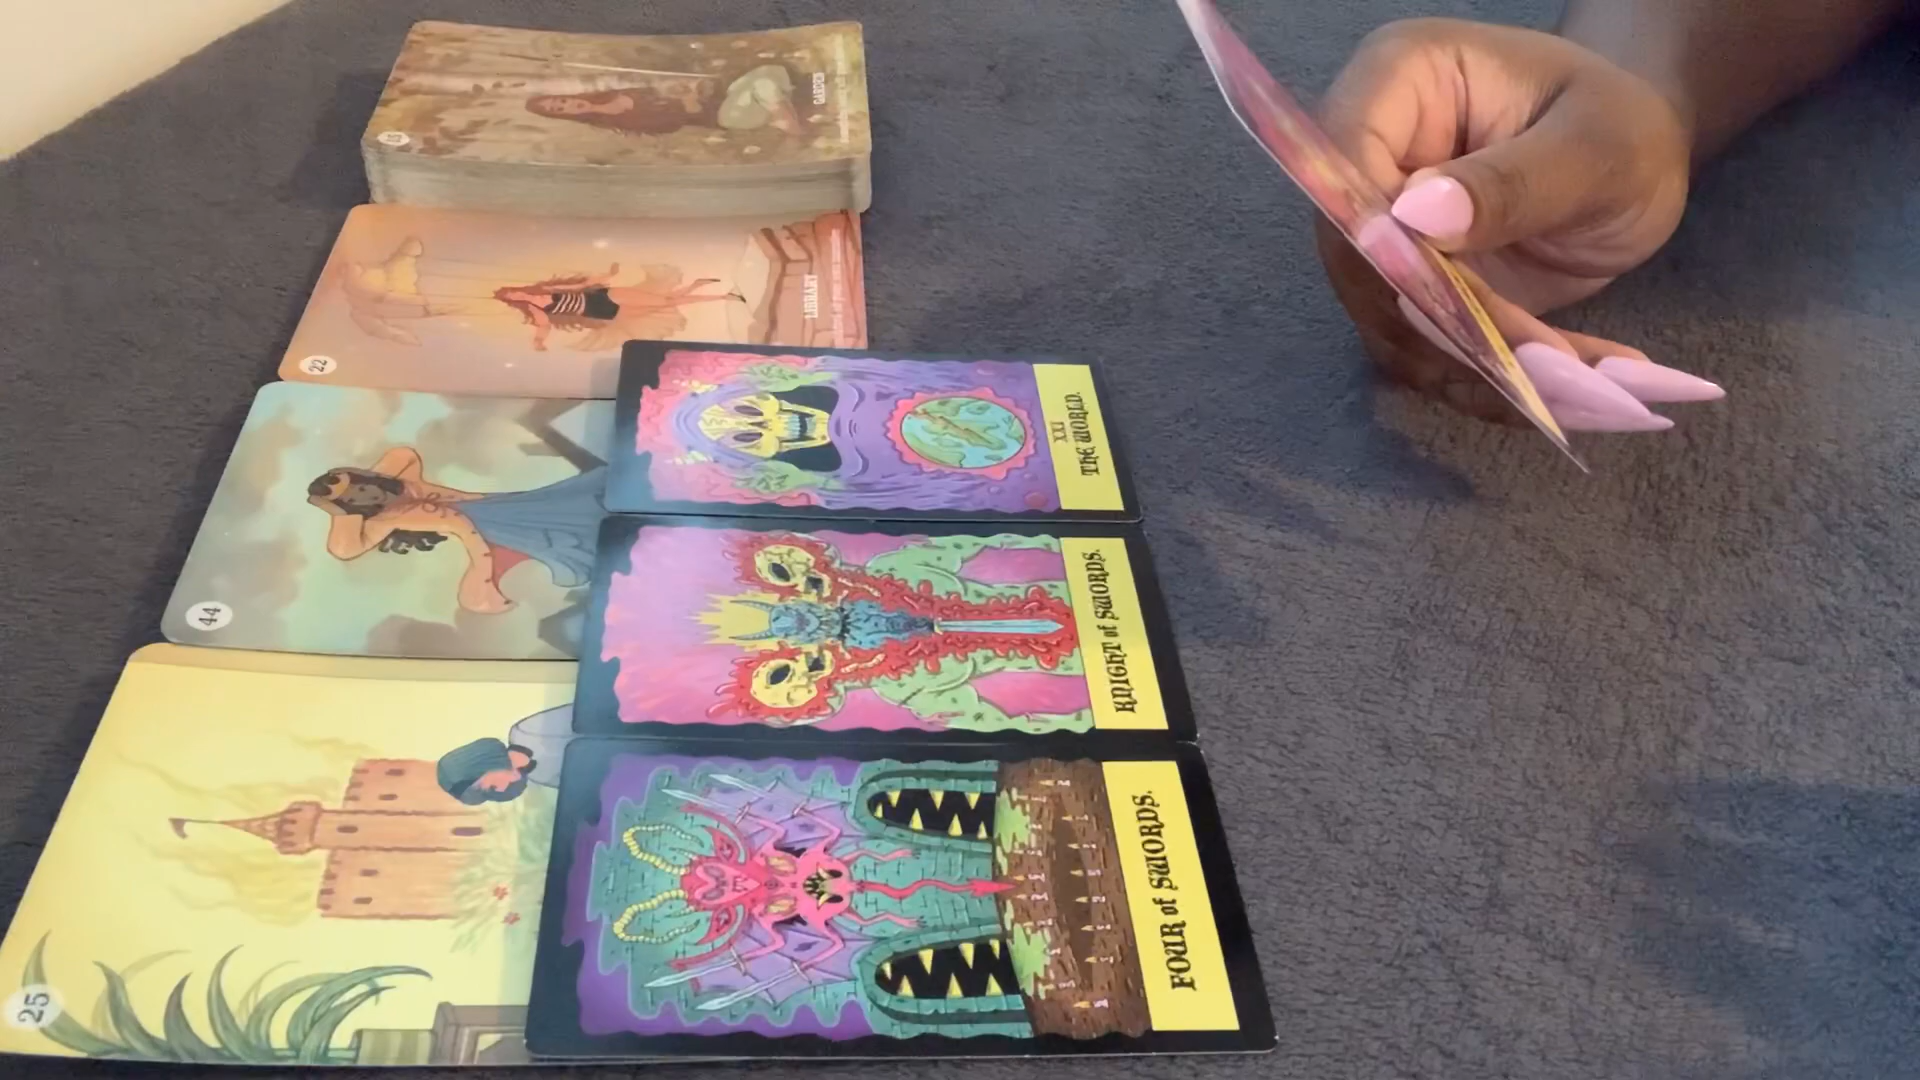 GARDEN
LIBRARY
22
XXI
THE WORLD.
44
KNIGHT of SWORDS.
25
FOUR of SWORDS.